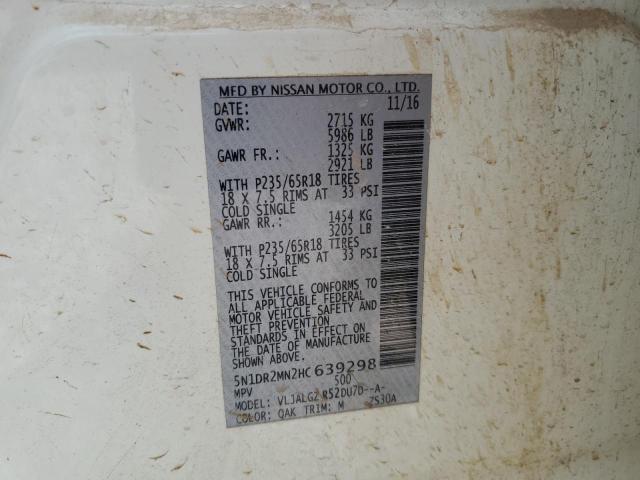 MFD BY NISSAN MOTOR CO., LTD.
DATE: 11/16
GVWR: 2715 KG
5986 LB
GAWR FR.: 1325 KG
2921 LB
WITH P235/65R18 TIRES
18 X 7.5 RIMS AT 33 PSI
COLD SINGLE
GAWR RR.: 1454 KG
3205 LB
WITH P235/65R18 TIRES
18 X 7.5 RIMS AT 33 PSI
COLD SINGLE
THIS VEHICLE CONFORMS TO
ALL APPLICABLE FEDERAL
MOTOR VEHICLE SAFETY AND
THEFT PREVENTION
STANDARDS IN EFFECT ON
THE DATE OF MANUFACTURE
SHOWN ABOVE.
5N1DR2MN2HC639298
MPV 500
MODEL: VLJALGZ R52DU7D--A-
COLOR: QAK TRIM: M 7S30A